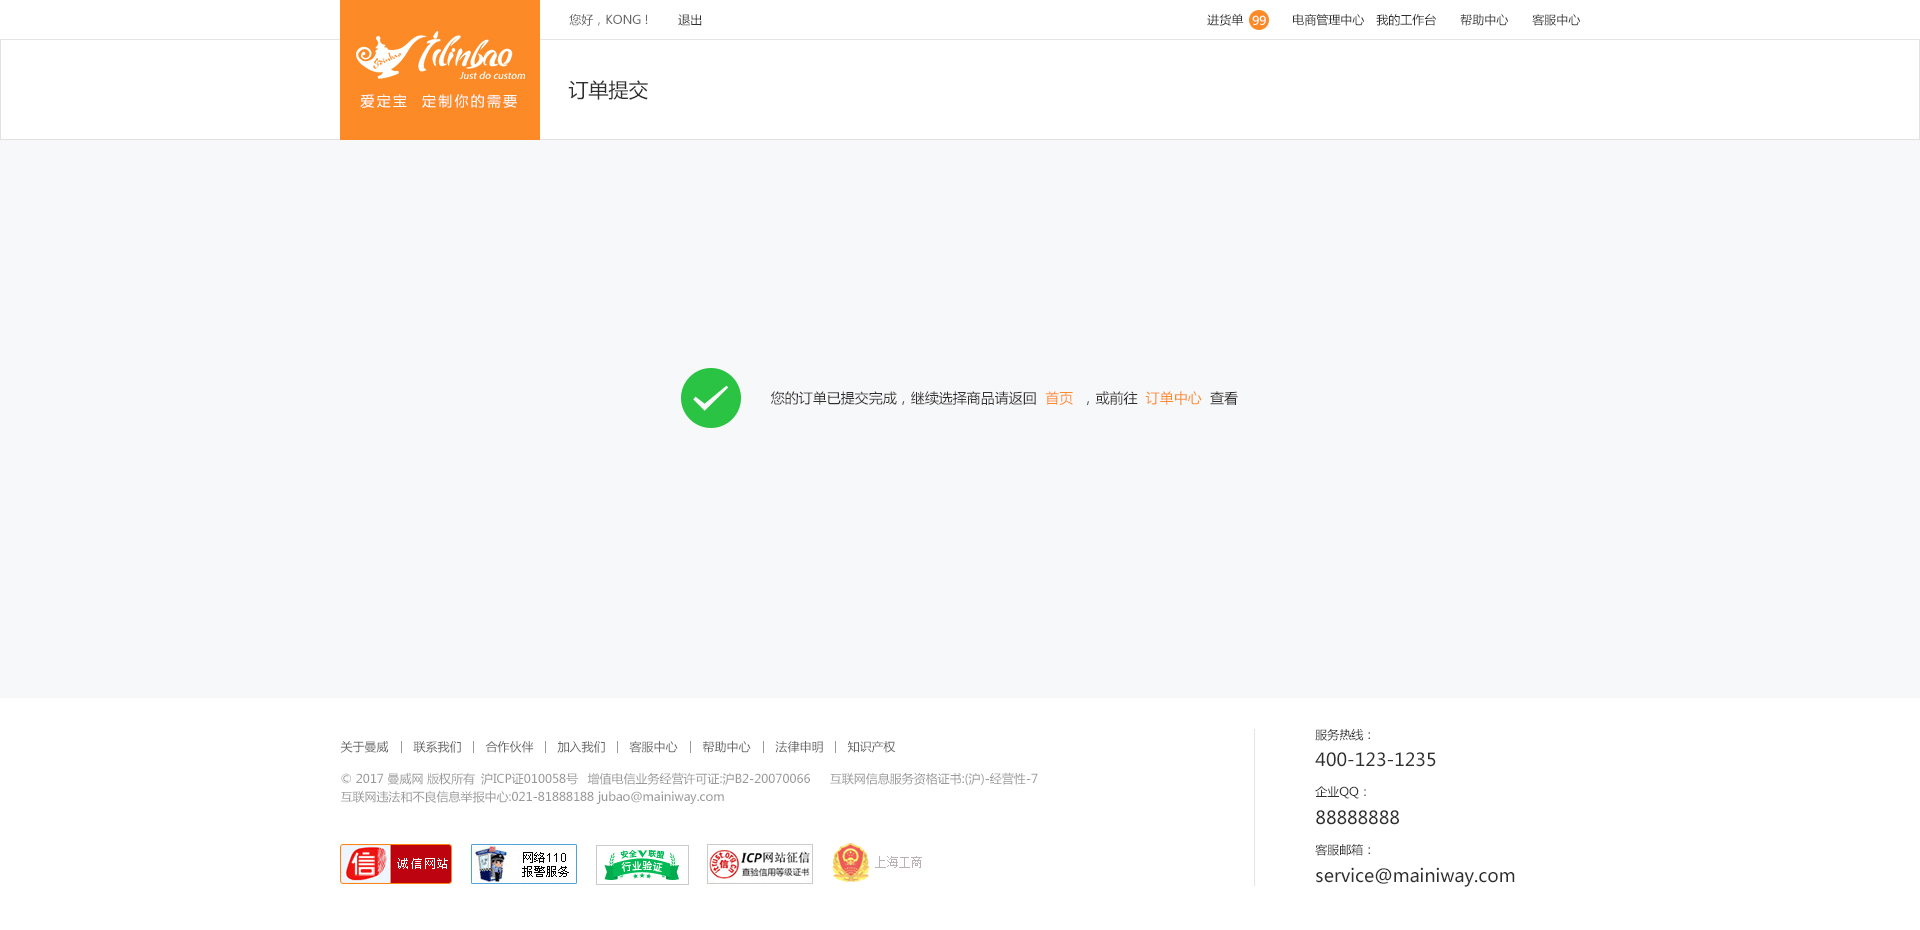 您好，KONG！ 退出 进货单 99 电商管理中心 我的工作台 帮助中心 客服中心
Just do custom
爱定宝 定制你的需要
订单提交
您的订单已提交完成，继续选择商品请返回 首页 ，或前往 订单中心 查看
关于曼威 | 联系我们 | 合作伙伴 | 加入我们 | 客服中心 | 帮助中心 | 法律申明 | 知识产权
© 2017 曼威网 版权所有 沪ICP证010058号 增值电信业务经营许可证:沪B2-20070066 互联网信息服务资格证书:(沪)-经营性-7
互联网违法和不良信息举报中心:021-81888188 jubao@mainiway.com
信 诚信网站
网络110
报警服务
安全V联盟
行业验证
信 ICP网站征信
直验信用等级证书
上海工商
服务热线：
400-123-1235
企业QQ：
88888888
客服邮箱：
service@mainiway.com